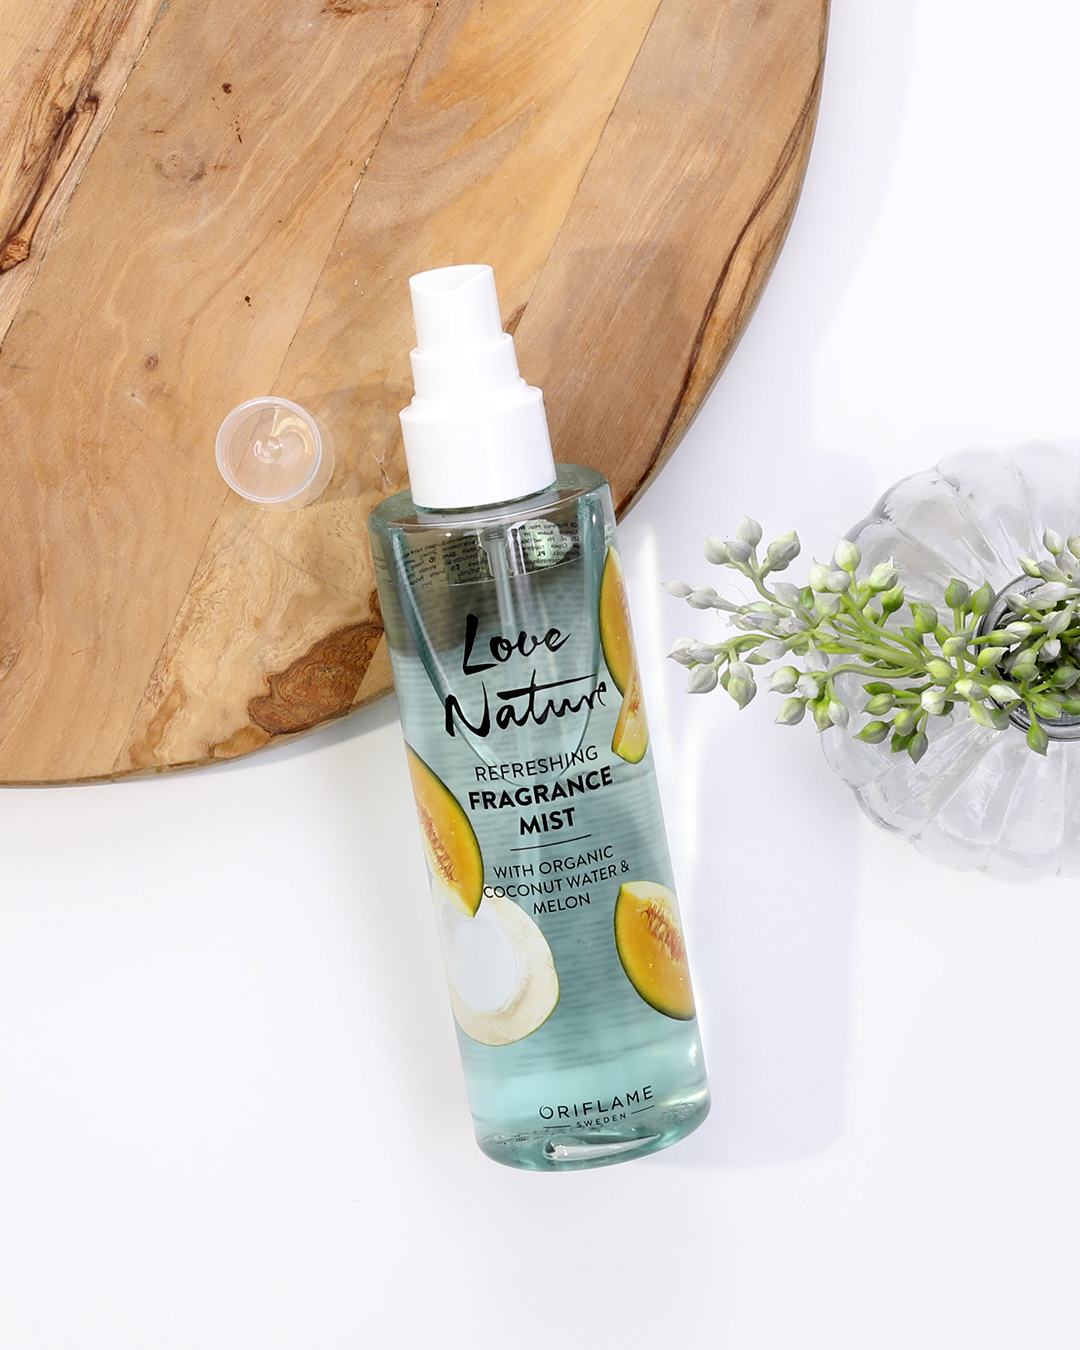 Love
Nature
REFRESHING
FRAGRANCE
MIST
WITH ORGANIC
COCONUT WATER &
MELON
ORIFLAME
SWEDEN